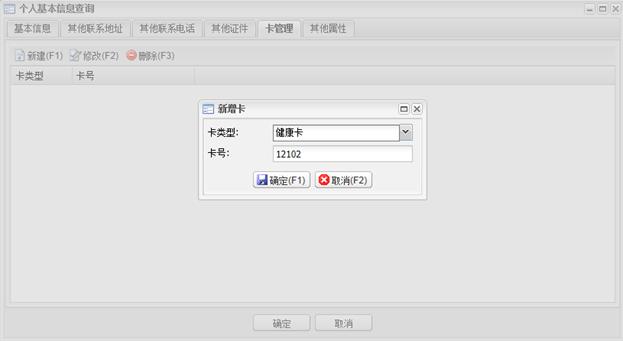 个人基本信息查询
基本信息 其他联系地址 其他联系电话 其他证件 卡管理 其他属性
新建(F1) 修改(F2) 删除(F3)
卡类型 卡号
新增卡
卡类型: 健康卡
卡号: 12102
确定(F1) 取消(F2)
确定 取消